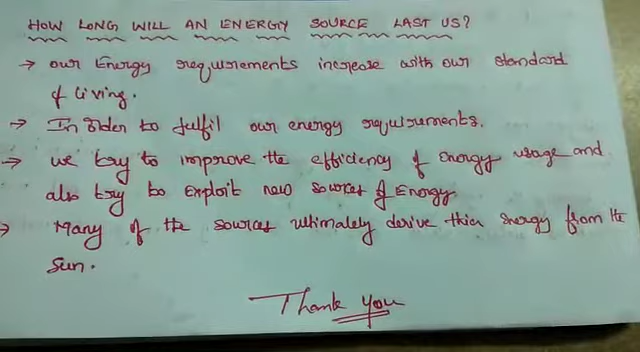 HOW LONG WILL AN ENERGY SOURCE LAST US?
→ our Energy requirements increase with our standard
of living.
→ In order to fulfil our energy requirements.
→ we try to improve the efficiency of energy usage and
also try to exploit new sources of Energy
→ Many of the sources ultimately derive their energy from the
Sun.
Thank you